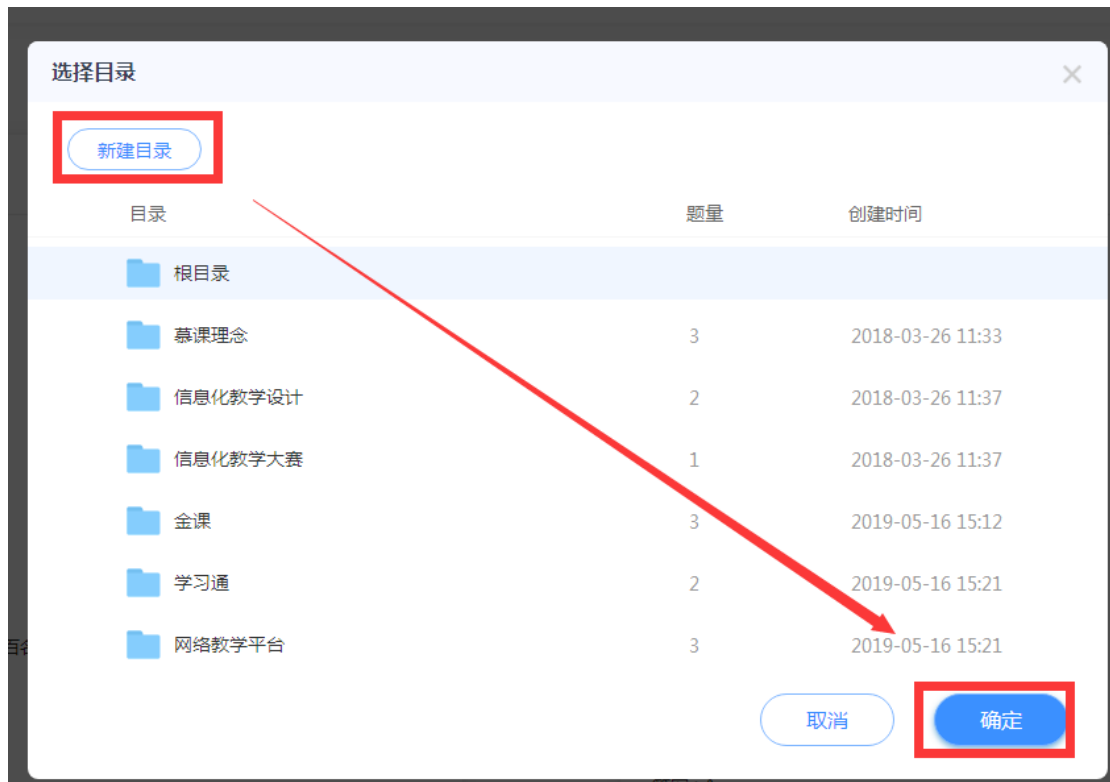 选择目录
新建目录
目录 题量 创建时间
根目录
慕课理念 3 2018-03-26 11:33
信息化教学设计 2 2018-03-26 11:37
信息化教学大赛 1 2018-03-26 11:37
金课 3 2019-05-16 15:12
学习通 2 2019-05-16 15:21
网络教学平台 3 2019-05-16 15:21
取消 确定